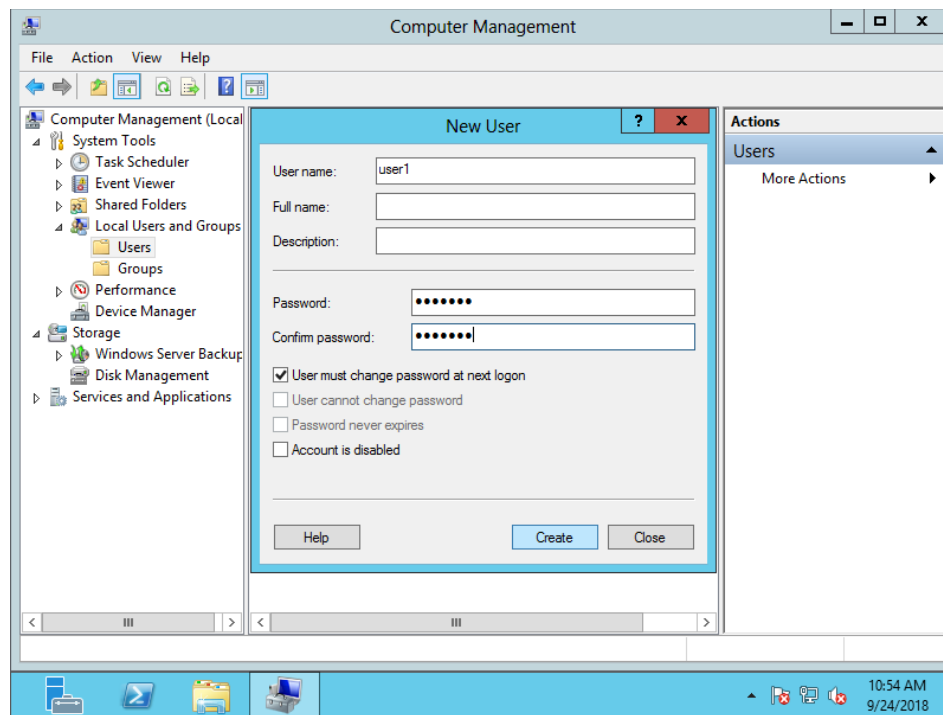 Computer Management
File Action View Help
Computer Management (Local
System Tools
Task Scheduler
Event Viewer
Shared Folders
Local Users and Groups
Users
Groups
Performance
Device Manager
Storage
Windows Server Backup
Disk Management
Services and Applications
New User
?
x
User name:
user1
Full name:
Description:
Password:
•••••••
Confirm password:
•••••••
User must change password at next logon
User cannot change password
Password never expires
Account is disabled
Help
Create
Close
Actions
Users
More Actions
10:54 AM
9/24/2018